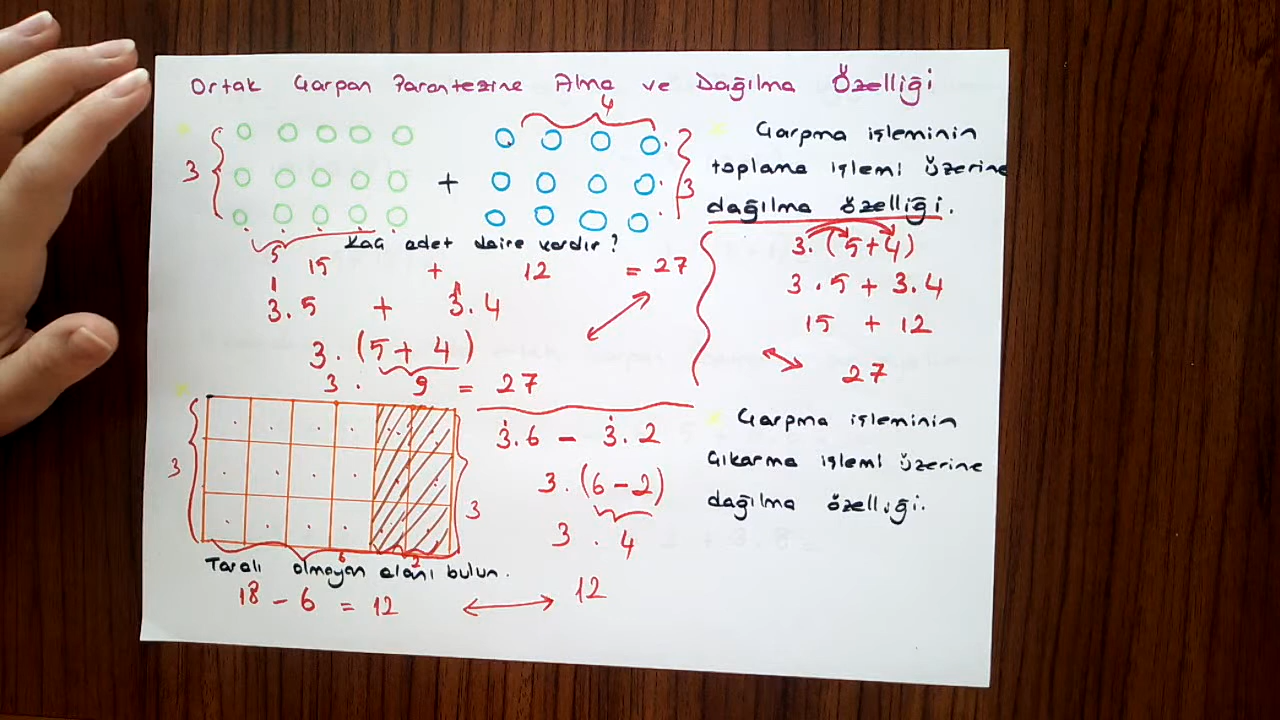 Ortak Çarpan Parantezine Alma ve Dağılma Özelliği
4
3
+
3
Kaç adet daire vardır?
5
15 + 12 = 27
3.5 + 3.4
3.(5+4)
3 . 9 = 27
Çarpma işleminin
toplama işlemi üzerine
dağılma özelliği.
3.(5+4)
3.5 + 3.4
15 + 12
27
3
3
6
2
Taralı olmayan alanı bulun.
18 - 6 = 12
3.6 - 3.2
3.(6-2)
3 . 4
12
Çarpma işleminin
Çıkarma işlemi üzerine
dağılma özelliği.